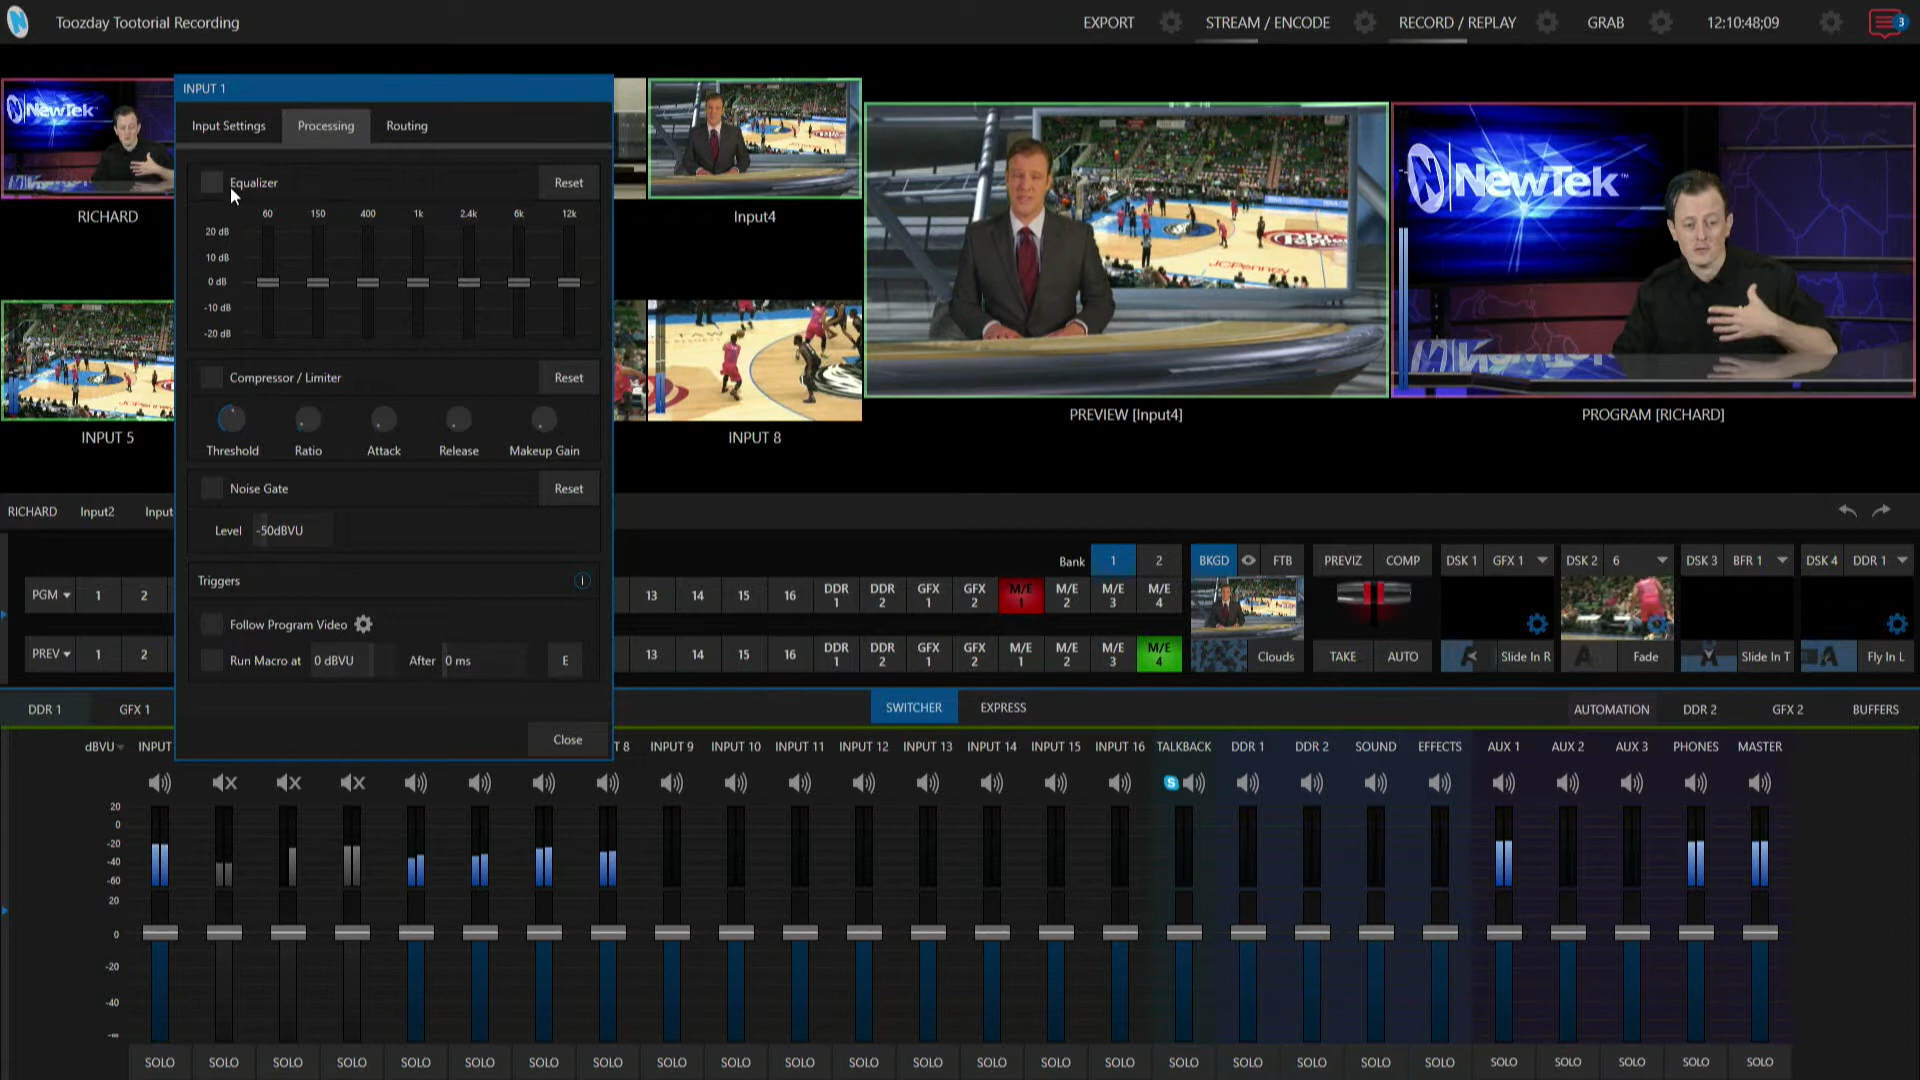 Toozday Tootorial Recording
EXPORT
STREAM / ENCODE
RECORD / REPLAY
GRAB
12:10:48;09
3
NewTek
RICHARD
INPUT 1
Input Settings
Processing
Routing
Equalizer
Reset
60 150 400 1k 2.4k 6k 12k
20 dB
10 dB
0 dB
-10 dB
-20 dB
Compressor / Limiter
Reset
Threshold
Ratio
Attack
Release
Makeup Gain
Noise Gate
Reset
Level
-50dBVU
Triggers
i
Follow Program Video
Run Macro at
0 dBVU
After
0 ms
E
Close
Input4
INPUT 5
INPUT 8
JCPenney
PREVIEW [Input4]
NewTek™
PROGRAM [RICHARD]
RICHARD
Input2
Input
Bank
1
2
BKGD
FTB
PREVIZ
COMP
DSK 1
GFX 1
DSK 2
6
DSK 3
BFR 1
DSK 4
DDR 1
PGM 1 2 13 14 15 16 DDR 1 DDR 2 GFX 1 GFX 2 M/E 1 M/E 2 M/E 3 M/E 4
PREV 1 2 13 14 15 16 DDR 1 DDR 2 GFX 1 GFX 2 M/E 1 M/E 2 M/E 3 M/E 4
Clouds
TAKE
AUTO
Slide In R
Fade
Slide In T
Fly In L
DDR 1
GFX 1
SWITCHER
EXPRESS
AUTOMATION
DDR 2
GFX 2
BUFFERS
dBVU INPUT T 8 INPUT 9 INPUT 10 INPUT 11 INPUT 12 INPUT 13 INPUT 14 INPUT 15 INPUT 16 TALKBACK DDR 1 DDR 2 SOUND EFFECTS AUX 1 AUX 2 AUX 3 PHONES MASTER
20
0
-20
-40
-60
20
0
-20
-40
-∞
SOLO SOLO SOLO SOLO SOLO SOLO SOLO SOLO SOLO SOLO SOLO SOLO SOLO SOLO SOLO SOLO SOLO SOLO SOLO SOLO SOLO SOLO SOLO SOLO SOLO SOLO